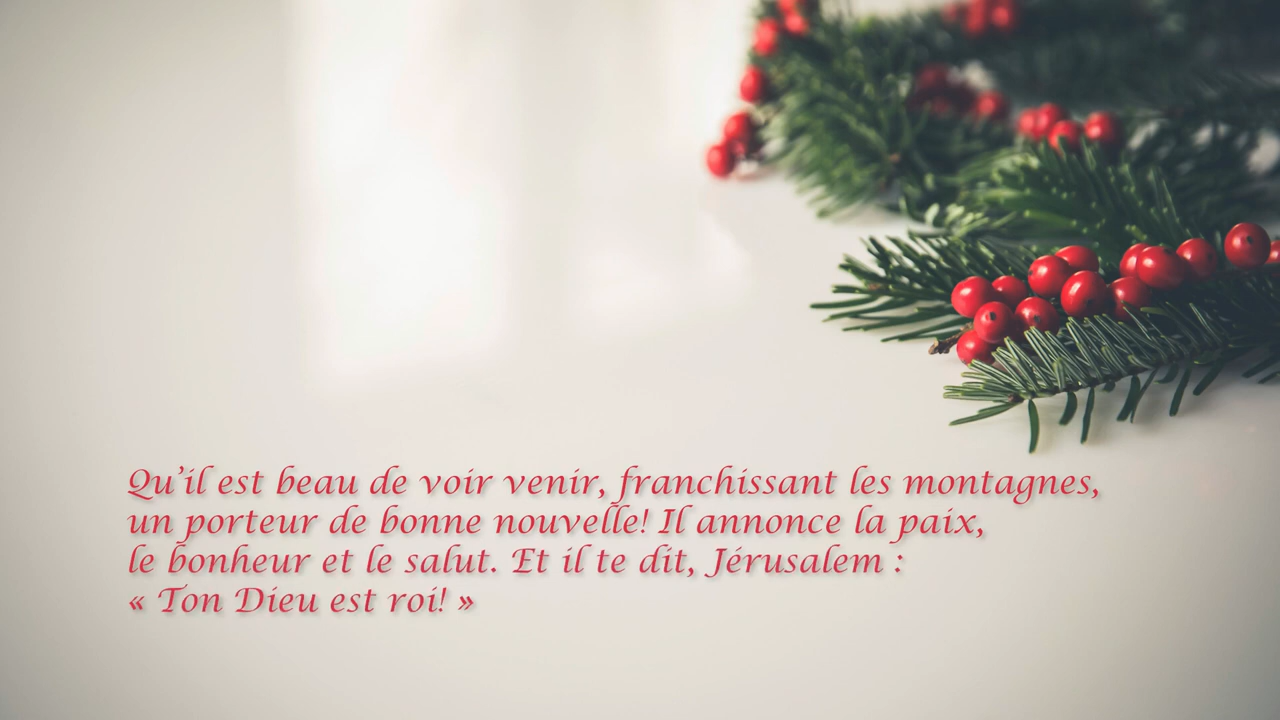 Qu’il est beau de voir venir, franchissant les montagnes,
un porteur de bonne nouvelle! Il annonce la paix,
le bonheur et le salut. Et il te dit, Jérusalem :
« Ton Dieu est roi! »